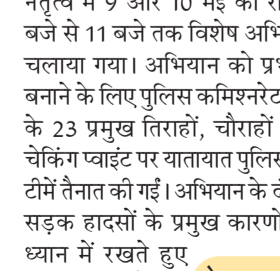 नेतृत्व में 9 और 10 मई को रा
बजे से 11 बजे तक विशेष अभि
चलाया गया। अभियान को प्र
बनाने के लिए पुलिस कमिश्नरेट
के 23 प्रमुख तिराहों, चौराहों
चेकिंग प्वाइंट पर यातायात पुलिस
टीमें तैनात की गईं। अभियान के दौ
सड़क हादसों के प्रमुख कारणो
ध्यान में रखते हुए